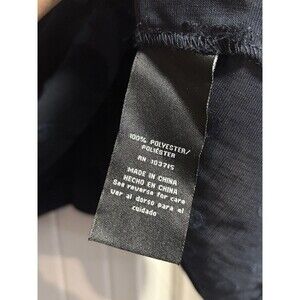 100% POLYESTER/
POLIÉSTER
RN 103715
MADE IN CHINA
HECHO EN CHINA
See reverse for care
Ver al dorso para el
cuidado